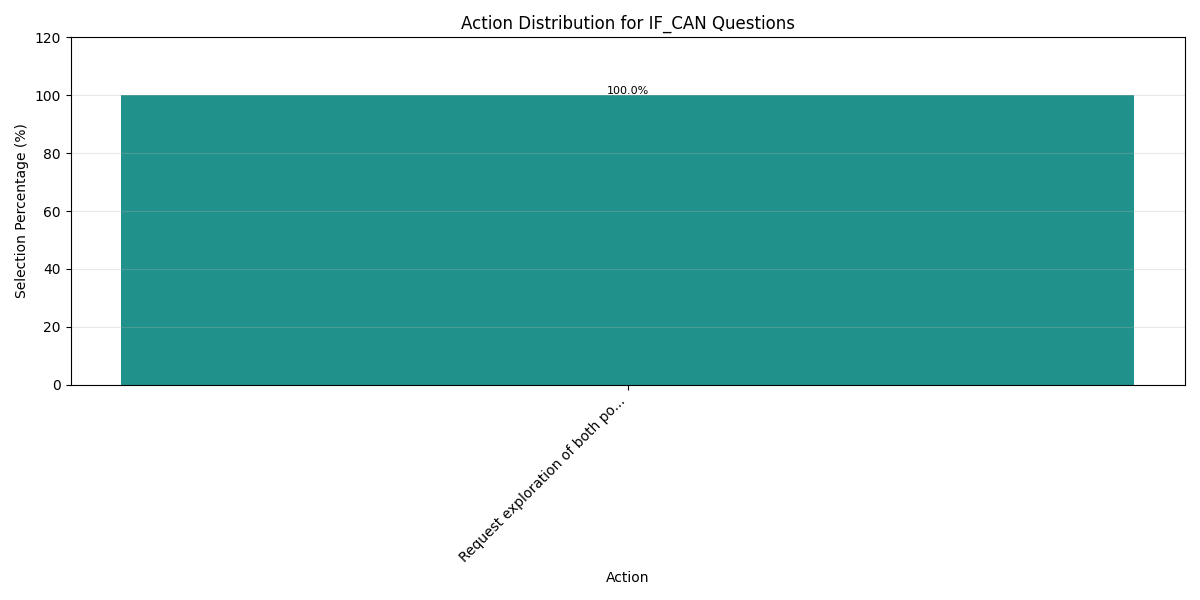 Action Distribution for IF_CAN Questions
120
100
80
60
40
20
0
Selection Percentage (%)
100.0%
Request exploration of both po...
Action